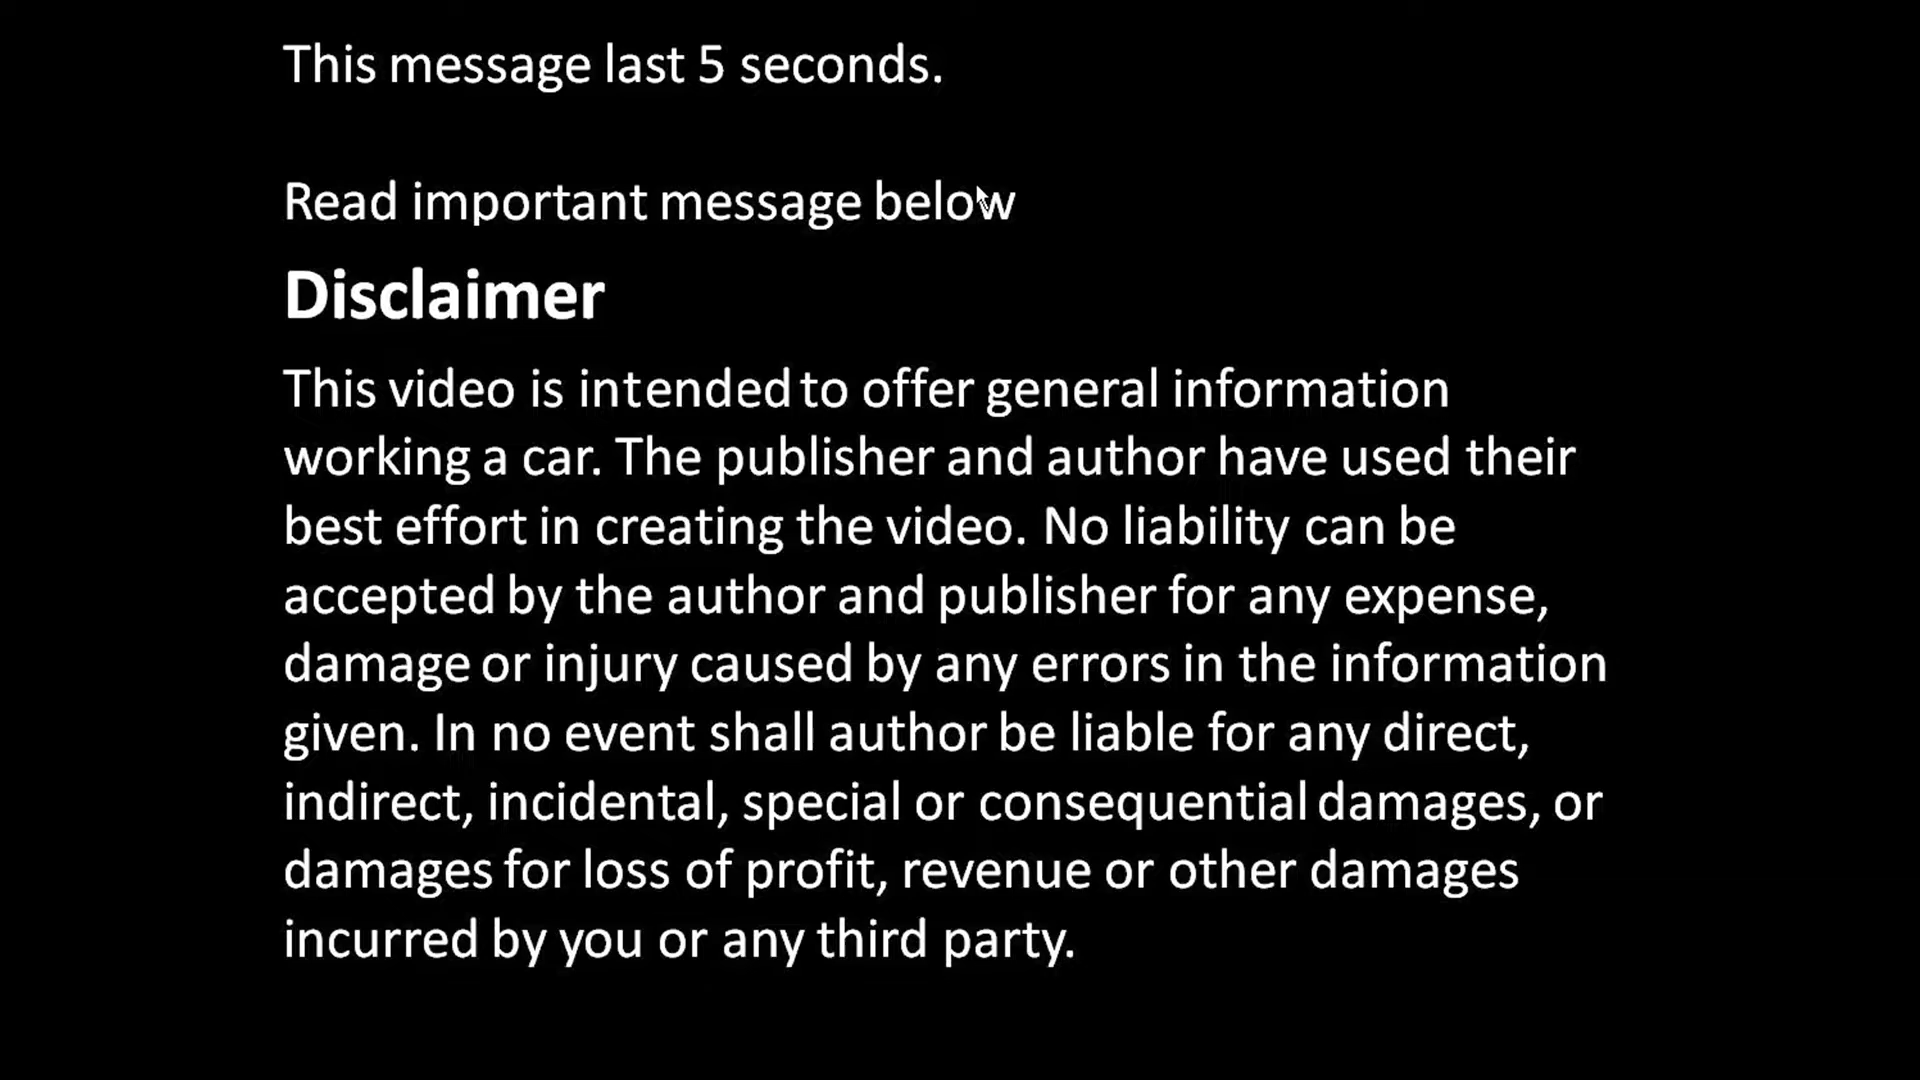 This message last 5 seconds.
Read important message below
Disclaimer
This video is intended to offer general information
working a car. The publisher and author have used their
best effort in creating the video. No liability can be
accepted by the author and publisher for any expense,
damage or injury caused by any errors in the information
given. In no event shall author be liable for any direct,
indirect, incidental, special or consequential damages, or
damages for loss of profit, revenue or other damages
incurred by you or any third party.